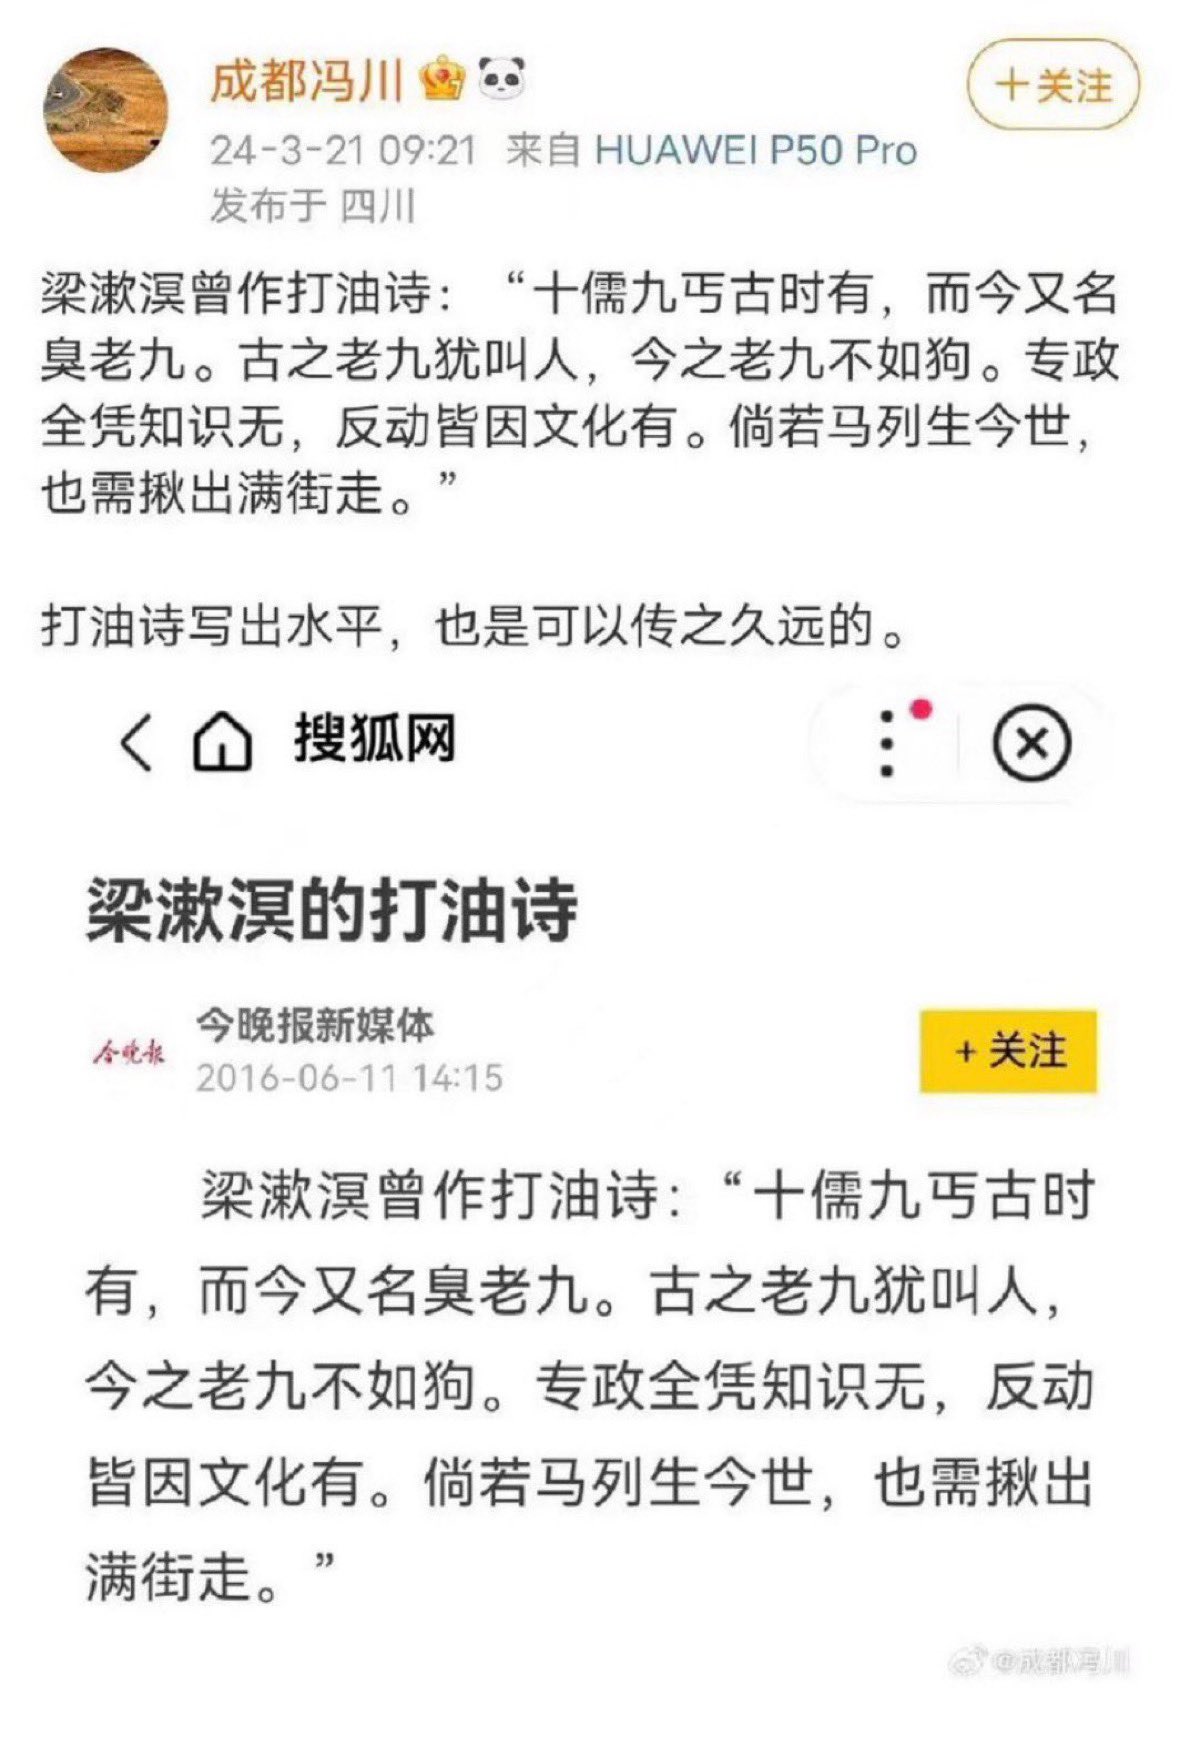 成都冯川
+关注
24-3-21 09:21 来自 HUAWEI P50 Pro
发布于 四川
梁漱溟曾作打油诗：“十儒九丐古时有，而今又名
臭老九。古之老九犹叫人，今之老九不如狗。专政
全凭知识无，反动皆因文化有。倘若马列生今世，
也需揪出满街走。”
打油诗写出水平，也是可以传之久远的。
搜狐网
梁漱溟的打油诗
今晚报新媒体
今晚报
2016-06-11 14:15
+ 关注
梁漱溟曾作打油诗：“十儒九丐古时
有，而今又名臭老九。古之老九犹叫人，
今之老九不如狗。专政全凭知识无，反动
皆因文化有。倘若马列生今世，也需揪出
满街走。”
@成都冯川